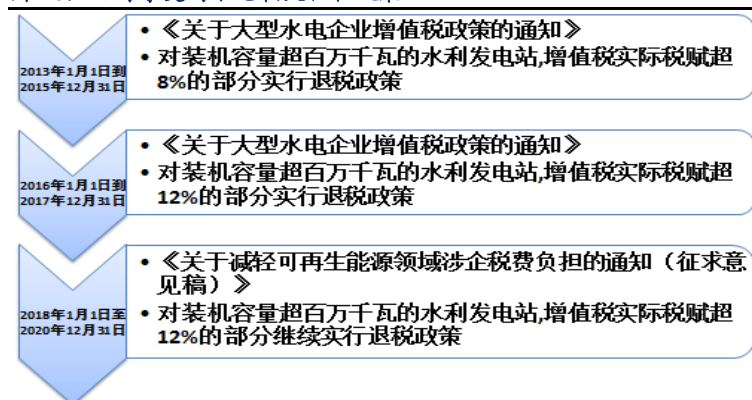 2013年1月1日到
2015年12月31日
• 《关于大型水电企业增值税政策的通知》
• 对装机容量超百万千瓦的水利发电站,增值税实际税赋超
8%的部分实行退税政策
2016年1月1日到
2017年12月31日
• 《关于大型水电企业增值税政策的通知》
• 对装机容量超百万千瓦的水利发电站,增值税实际税赋超
12%的部分实行退税政策
2018年1月1日至
2020年12月31日
• 《关于减轻可再生能源领域涉企税费负担的通知（征求意
见稿）》
• 对装机容量超百万千瓦的水利发电站,增值税实际税赋超
12%的部分继续实行退税政策